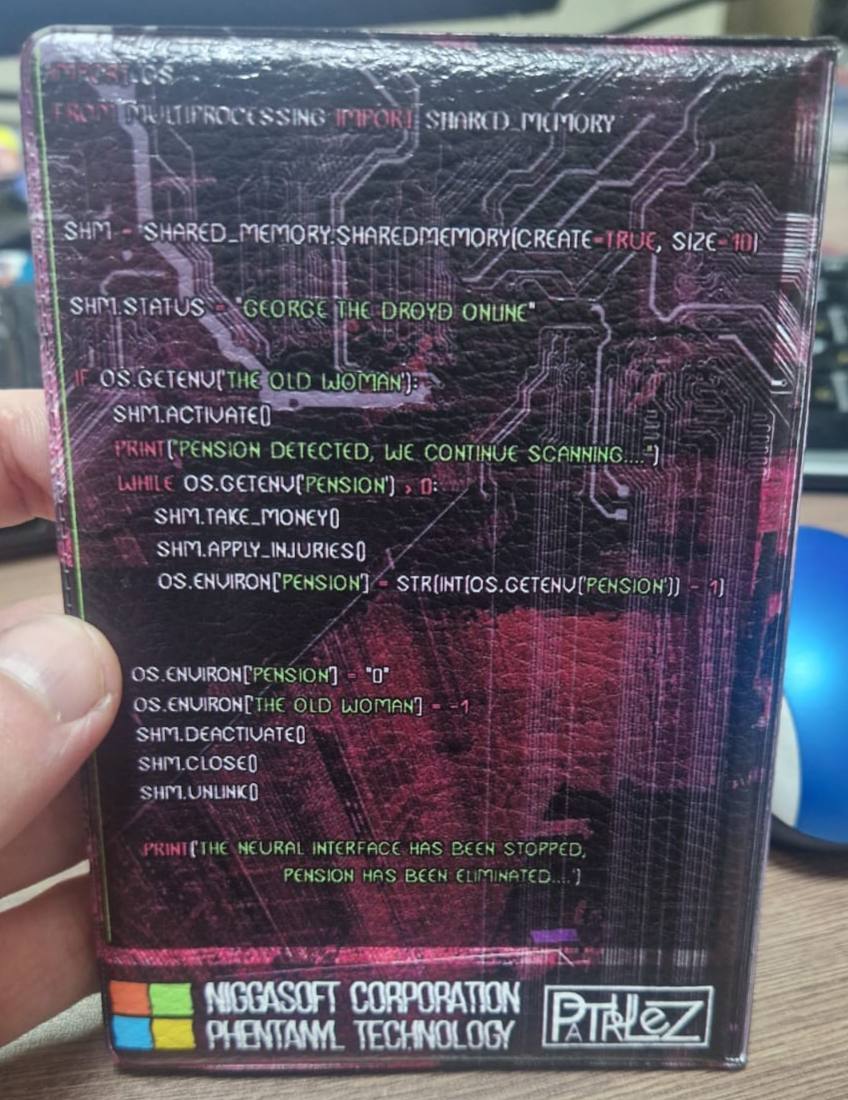 IMPORT OS
FROM MULTIPROCESSING IMPORT SHARED_MEMORY
SHM = SHARED_MEMORY.SHAREDMEMORY(CREATE=TRUE, SIZE=10)
SHM.STATUS = "GEORGE THE DROYD ONLINE"
IF OS.GETENV('THE OLD WOMAN'):
SHM.ACTIVATE()
PRINT("PENSION DETECTED, WE CONTINUE SCANNING....")
WHILE OS.GETENV('PENSION') > 0:
SHM.TAKE_MONEY()
SHM.APPLY_INJURIES()
OS.ENVIRON['PENSION'] = STR(INT(OS.GETENV('PENSION')) - 1)
OS.ENVIRON['PENSION'] = "0"
OS.ENVIRON['THE OLD WOMAN'] = -1
SHM.DEACTIVATE()
SHM.CLOSE()
SHM.UNLINK()
PRINT('THE NEURAL INTERFACE HAS BEEN STOPPED,
PENSION HAS BEEN ELIMINATED....')
NIGGASOFT CORPORATION
PHENTANYL TECHNOLOGY